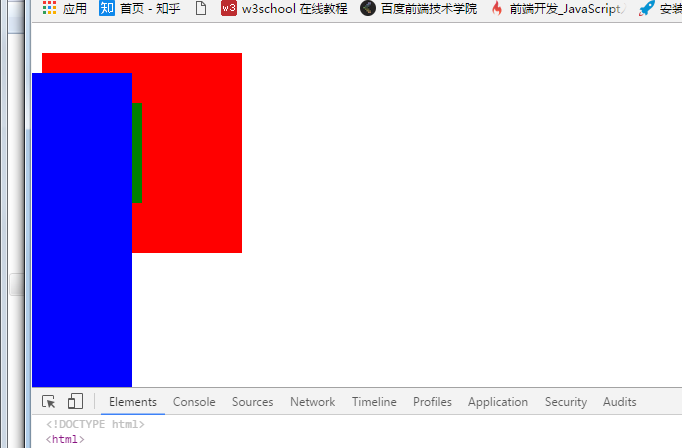 应用 知 首页 - 知乎 w3 w3school 在线教程 百度前端技术学院 前端开发_JavaScript 安装
Elements Console Sources Network Timeline Profiles Application Security Audits
<!DOCTYPE html>
<html>